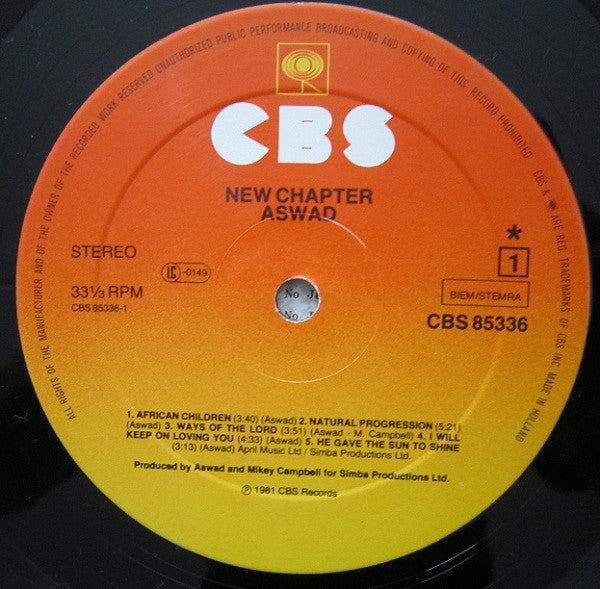 ALL RIGHTS OF THE MANUFACTURER AND OF THE OWNER OF THE RECORDED WORK RESERVED UNAUTHORIZED PUBLIC PERFORMANCE BROADCASTING AND COPYING OF THIS RECORD PROHIBITED CBS & ARE REG. TRADEMARKS OF CBS INC. MADE IN HOLLAND
CBS
NEW CHAPTER
ASWAD
STEREO
LC -0149
*
1
33⅓ RPM
No
BIEM/STEMRA
CBS 85336-1
No
CBS 85336
1. AFRICAN CHILDREN (3:40) (Aswad) 2. NATURAL PROGRESSION (5:21)
(Aswad) 3. WAYS OF THE LORD (3:51) (Aswad - M. Campbell) 4. I WILL
KEEP ON LOVING YOU (4:33) (Aswad) 5. HE GAVE THE SUN TO SHINE
(3:13) (Aswad) April Music Ltd / Simba Productions Ltd.
Produced by Aswad and Mikey Campbell for Simba Productions Ltd.
℗ 1981 CBS Records